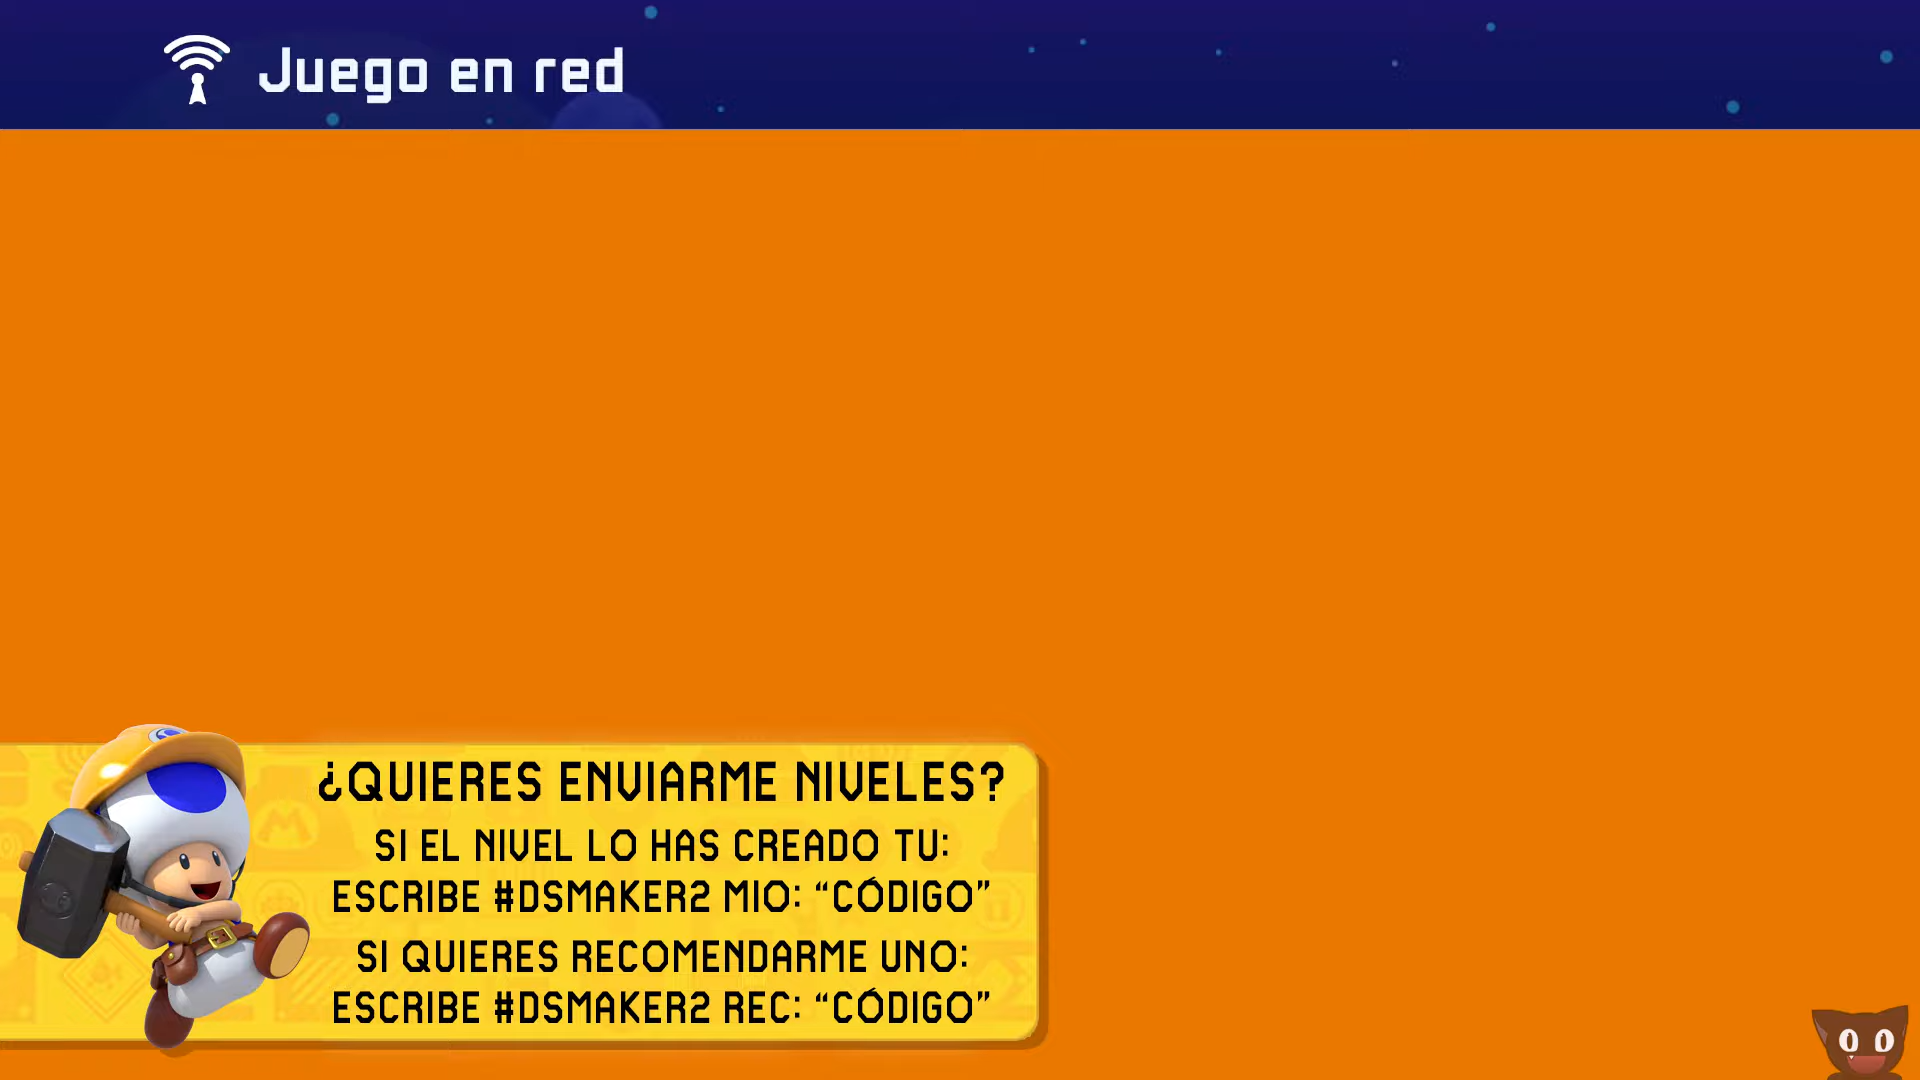 Juego en red
¿QUIERES ENVIARME NIVELES?
SI EL NIVEL LO HAS CREADO TU:
ESCRIBE #DSMAKER2 MIO: “CÓDIGO”
SI QUIERES RECOMENDARME UNO:
ESCRIBE #DSMAKER2 REC: “CÓDIGO”